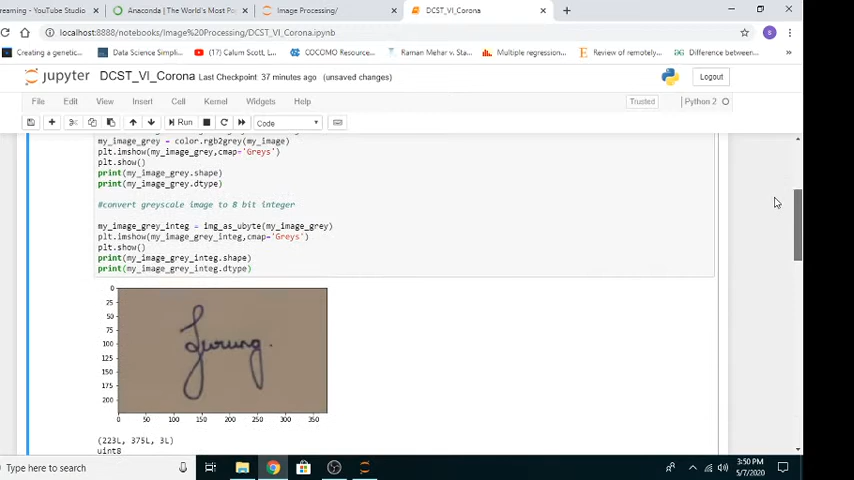 reaming - YouTube Studio
Anaconda | The World's Most Po
Image Processing/
DCST_VI_Corona
localhost:8888/notebooks/Image%20Processing/DCST_VI_Corona.ipynb
Creating a genetic...
Data Science Simpli...
(22) Calum Scott, L...
COCOMO Resource...
Raman Mehar v. sta...
Multiple regression...
Review of remotely...
Difference between...
jupyter DCST_VI_Corona Last Checkpoint: 37 minutes ago (unsaved changes)
Logout
File Edit View Insert Cell Kernel Widgets Help
Trusted Python 2
Run Code
my_image_grey = color.rgb2grey(my_image)
plt.imshow(my_image_grey,cmap='Greys')
plt.show()
print(my_image_grey.shape)
print(my_image_grey.dtype)
#convert greyscale image to 8 bit integer
my_image_grey_integ = img_as_ubyte(my_image_grey)
plt.imshow(my_image_grey_integ,cmap='Greys')
plt.show()
print(my_image_grey_integ.shape)
print(my_image_grey_integ.dtype)
0
25
50
75
100
125
150
175
200
0 50 100 150 200 250 300 350
(223L, 375L, 3L)
uint8
Type here to search
3:50 PM
5/7/2020